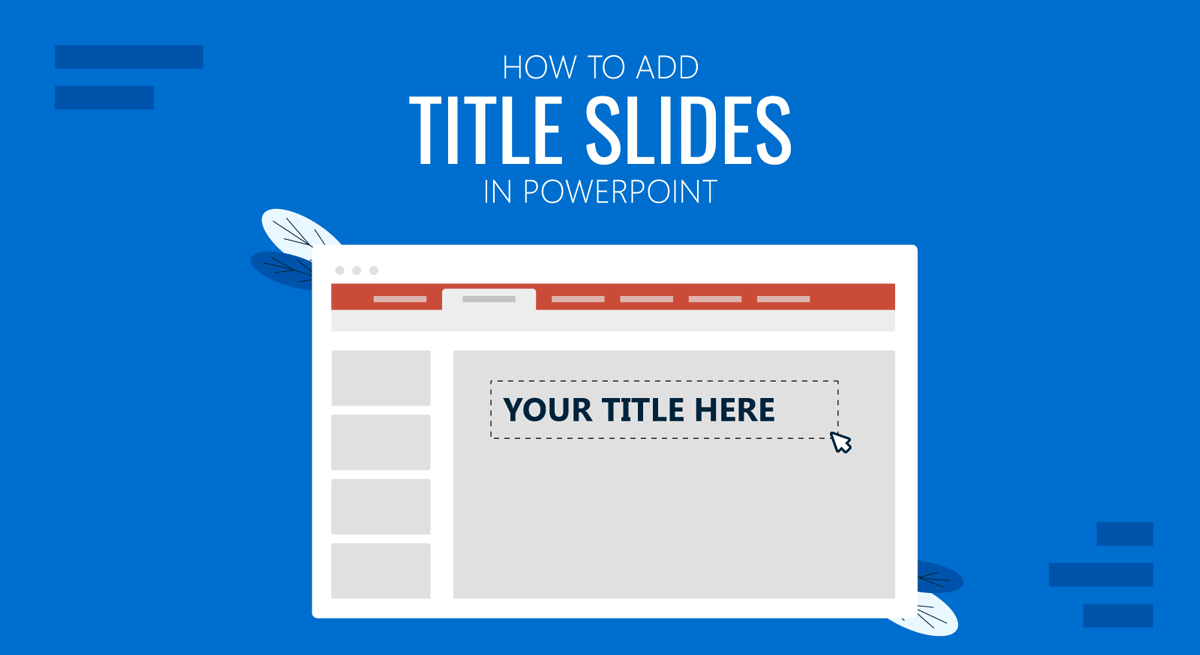 HOW TO ADD
TITLE SLIDES
IN POWERPOINT
YOUR TITLE HERE